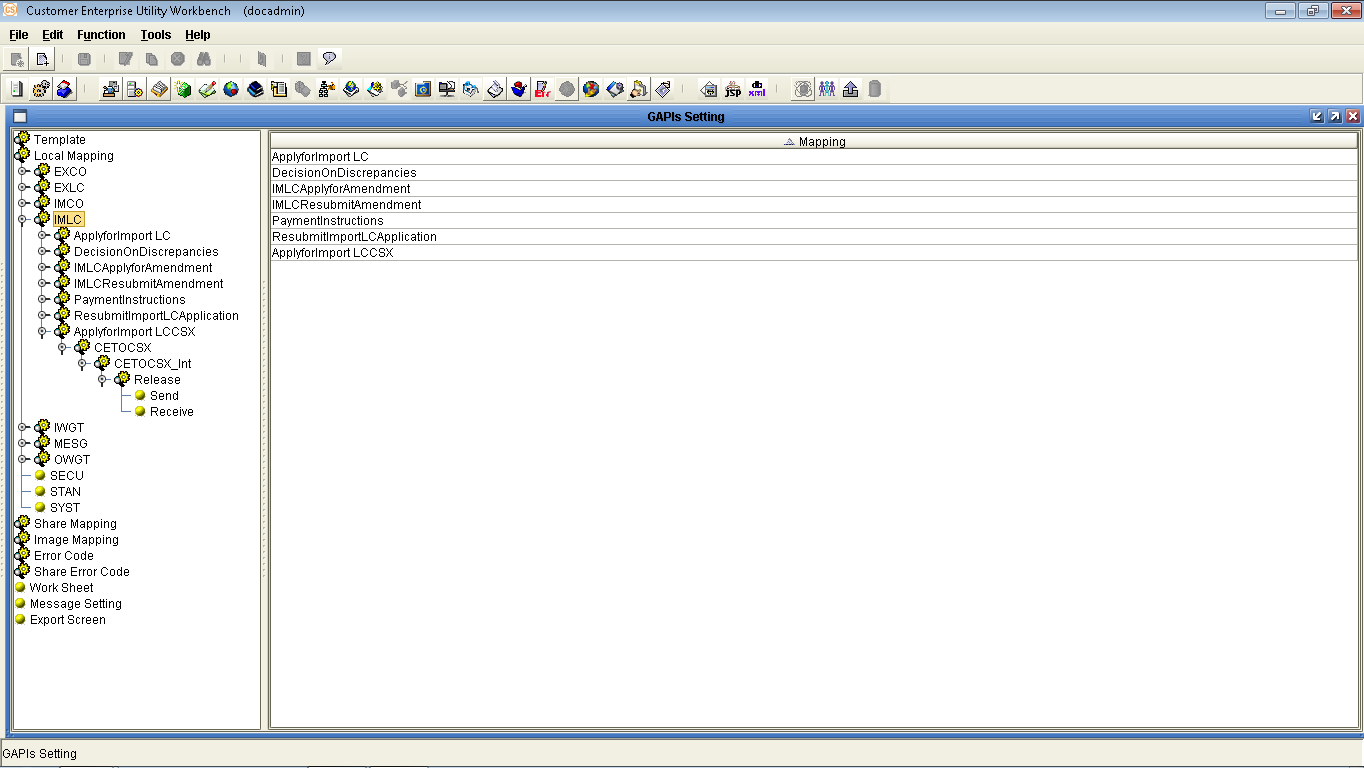 Customer Enterprise Utility Workbench (docadmin)
File Edit Function Tools Help
jsp xml
GAPIs Setting
Template
Local Mapping
EXCO
EXLC
IMCO
IMLC
ApplyforImport LC
DecisionOnDiscrepancies
IMLCApplyforAmendment
IMLCResubmitAmendment
PaymentInstructions
ResubmitImportLCApplication
ApplyforImport LCCSX
CETOCSX
CETOCSX_Int
Release
Send
Receive
IWGT
MESG
OWGT
SECU
STAN
SYST
Share Mapping
Image Mapping
Error Code
Share Error Code
Work Sheet
Message Setting
Export Screen
Mapping
ApplyforImport LC
DecisionOnDiscrepancies
IMLCApplyforAmendment
IMLCResubmitAmendment
PaymentInstructions
ResubmitImportLCApplication
ApplyforImport LCCSX
GAPIs Setting